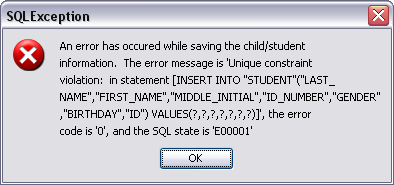 SQLException
An error has occured while saving the child/student
information.  The error message is 'Unique constraint
violation:  in statement [INSERT INTO "STUDENT"("LAST_
NAME","FIRST_NAME","MIDDLE_INITIAL","ID_NUMBER","GENDER"
,"BIRTHDAY","ID") VALUES(?,?,?,?,?,?,?)]', the error
code is '0', and the SQL state is 'E00001'
OK